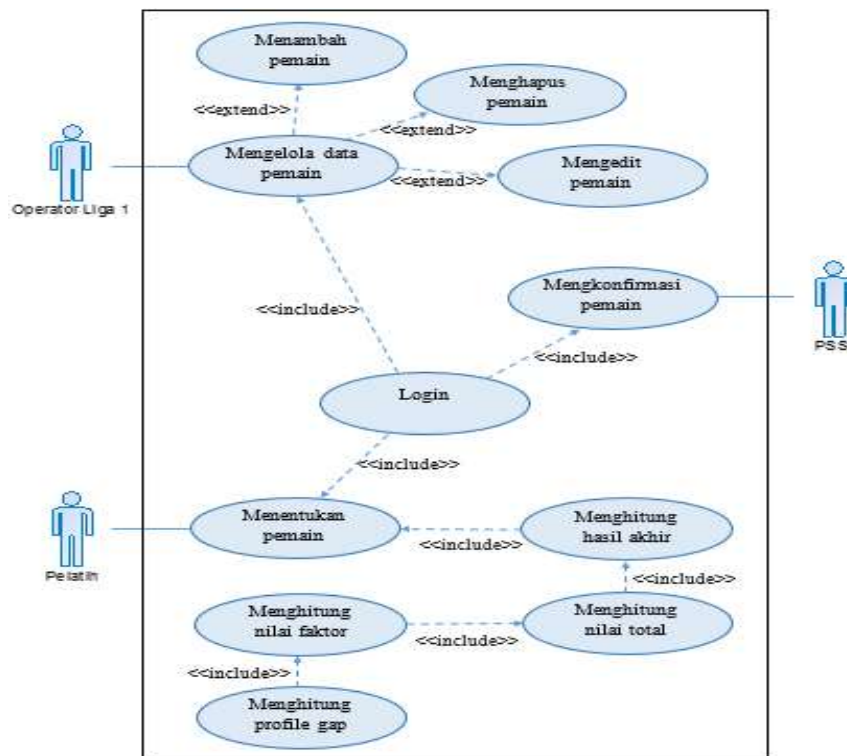 Menambah
pemain
Menghapus
pemain
<<extend>>
<<extend>>
Mengelola data
pemain
Mengedit
pemain
<<extend>>
Operator Liga 1
Mengkonfirmasi
pemain
<<include>>
PSS
<<include>>
Login
<<include>>
Menentukan
pemain
Menghitung
hasil akhir
<<include>>
Pelatih
<<include>>
Menghitung
nilai faktor
Menghitung
nilai total
<<include>>
<<include>>
Menghitung
profile gap